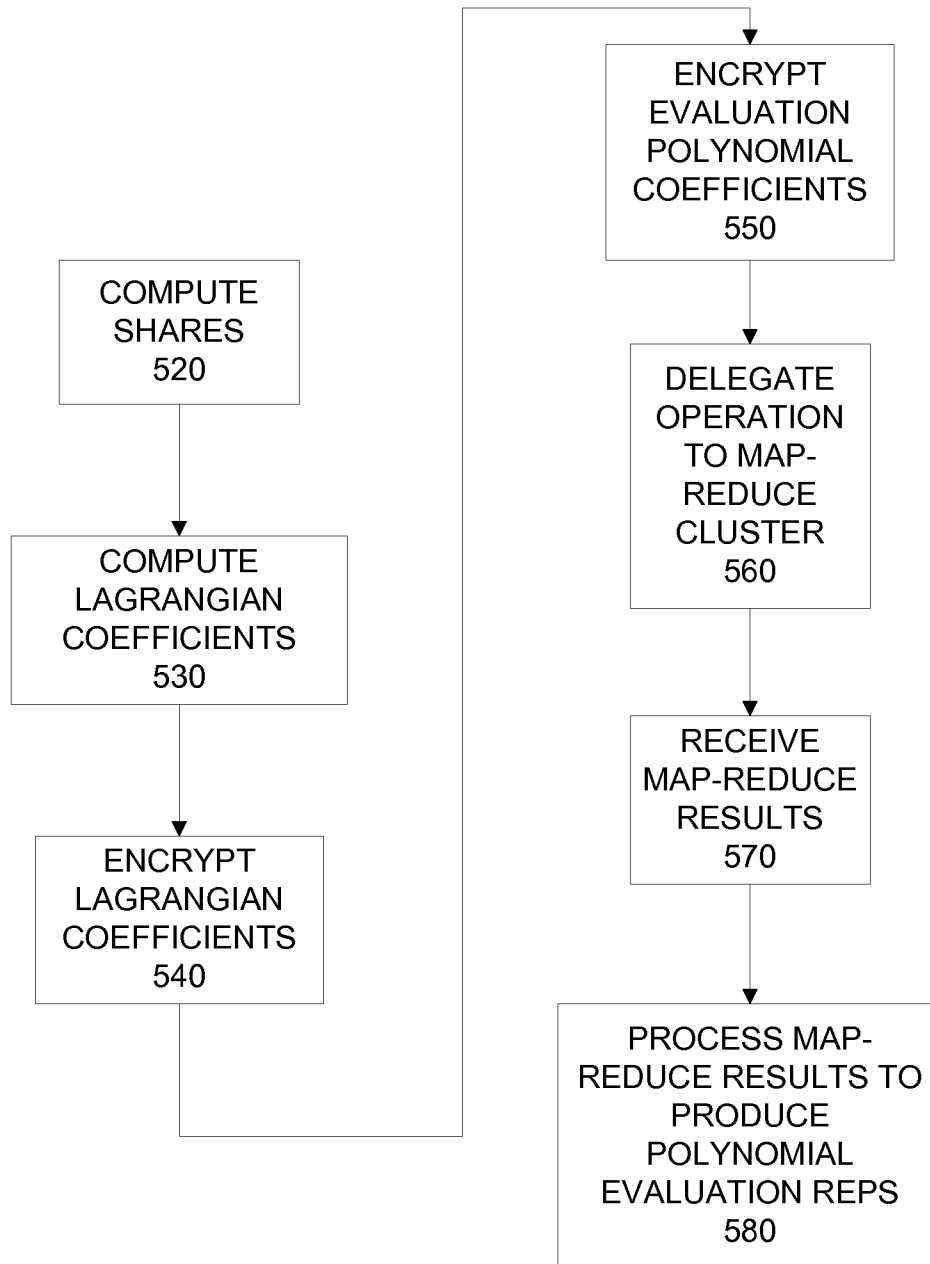 COMPUTE
SHARES
520
COMPUTE
LAGRANGIAN
COEFFICIENTS
530
ENCRYPT
LAGRANGIAN
COEFFICIENTS
540
ENCRYPT
EVALUATION
POLYNOMIAL
COEFFICIENTS
550
DELEGATE
OPERATION
TO MAP-
REDUCE
CLUSTER
560
RECEIVE
MAP-REDUCE
RESULTS
570
PROCESS MAP-
REDUCE RESULTS TO
PRODUCE
POLYNOMIAL
EVALUATION REPS
580